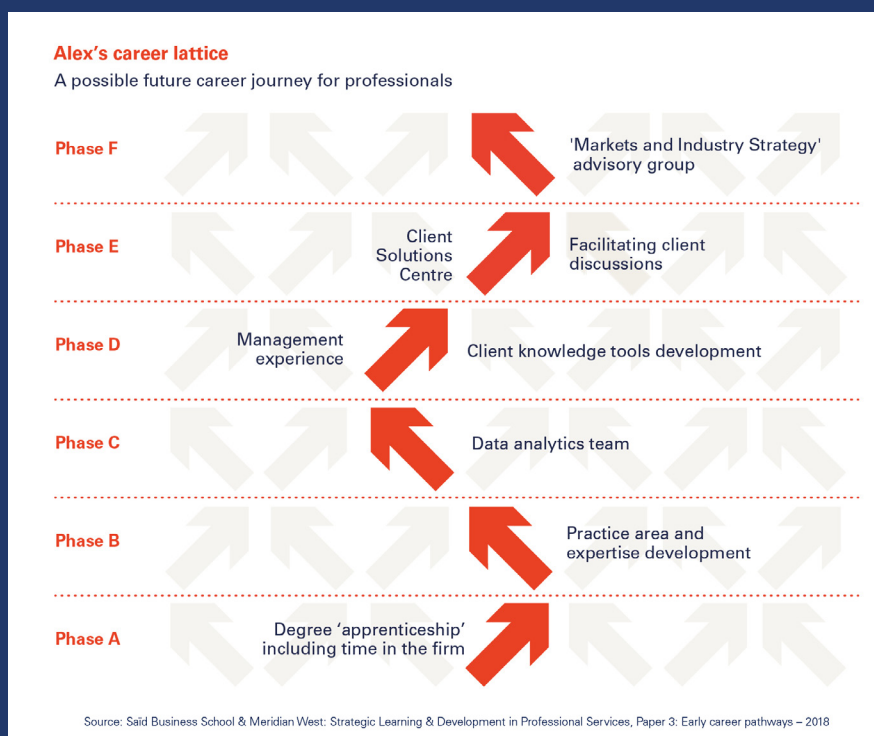 Alex's career lattice
A possible future career journey for professionals
Phase F
'Markets and Industry Strategy'
advisory group
Phase E
Client
Solutions
Centre
Facilitating client
discussions
Phase D
Management
experience
Client knowledge tools development
Phase C
Data analytics team
Phase B
Practice area and
expertise development
Phase A
Degree ‘apprenticeship’
including time in the firm
Source: Saïd Business School & Meridian West: Strategic Learning & Development in Professional Services, Paper 3: Early career pathways – 2018